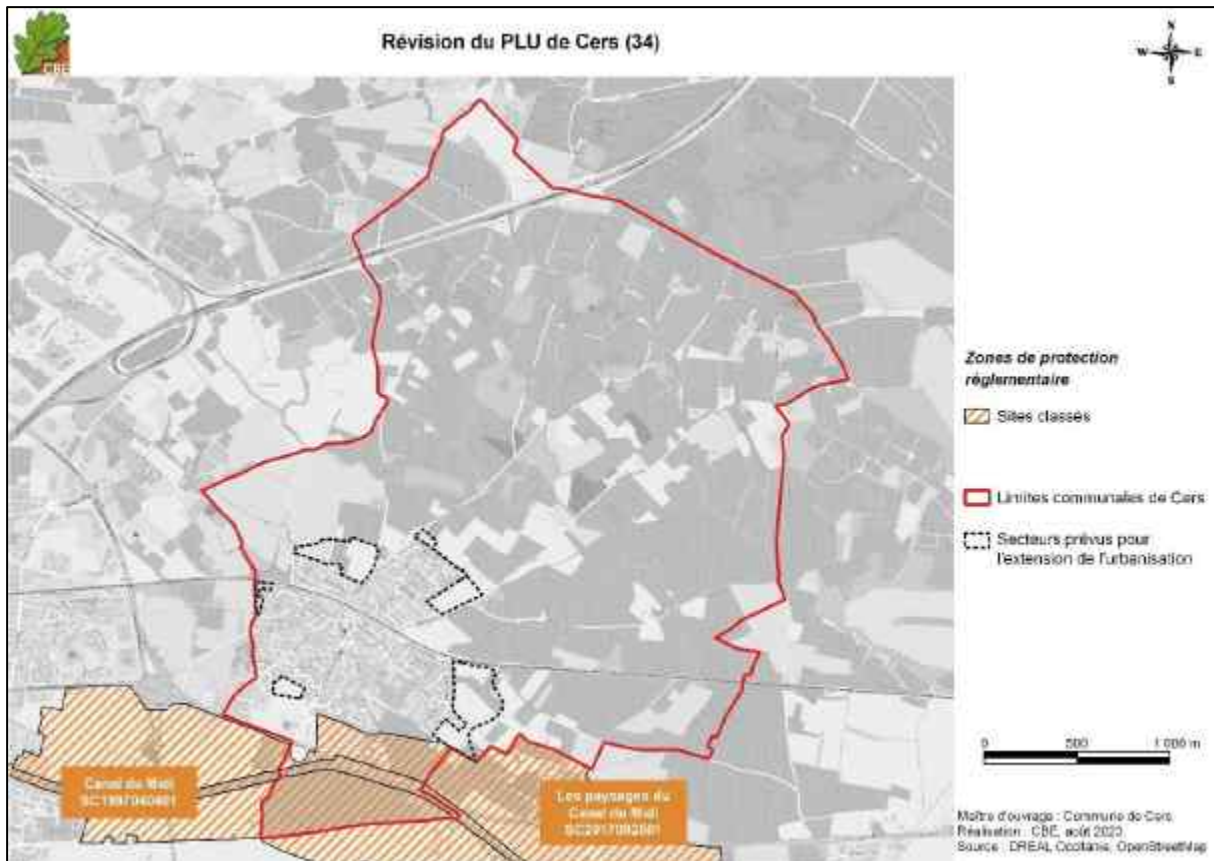 CBE
Révision du PLU de Cers (34)
N
W E
S
Zones de protection
réglementaire
Sites classés
Limites communales de Cers
Secteurs prévus pour
l'extension de l'urbanisation
0 500 1 000 m
Canal du Midi
Les paysages du
Canal du Midi
Maître d'ouvrage : Commune de Cers
Réalisation : CBE, août 2023
Source : DREAL Occitanie, OpenStreetMap